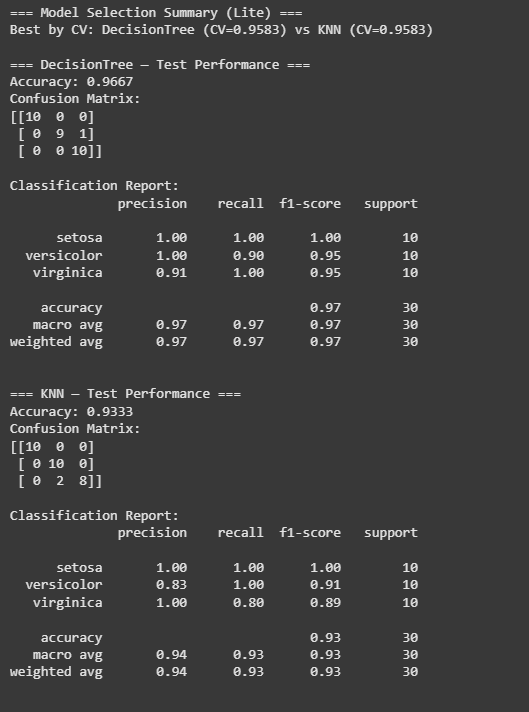 === Model Selection Summary (Lite) ===
Best by CV: DecisionTree (CV=0.9583) vs KNN (CV=0.9583)
=== DecisionTree — Test Performance ===
Accuracy: 0.9667
Confusion Matrix:
[[10  0  0]
 [ 0  9  1]
 [ 0  0 10]]
Classification Report:
              precision    recall  f1-score   support
      setosa       1.00      1.00      1.00        10
  versicolor       1.00      0.90      0.95        10
   virginica       0.91      1.00      0.95        10
    accuracy                           0.97        30
   macro avg       0.97      0.97      0.97        30
weighted avg       0.97      0.97      0.97        30
=== KNN — Test Performance ===
Accuracy: 0.9333
Confusion Matrix:
[[10  0  0]
 [ 0 10  0]
 [ 0  2  8]]
Classification Report:
              precision    recall  f1-score   support
      setosa       1.00      1.00      1.00        10
  versicolor       0.83      1.00      0.91        10
   virginica       1.00      0.80      0.89        10
    accuracy                           0.93        30
   macro avg       0.94      0.93      0.93        30
weighted avg       0.94      0.93      0.93        30